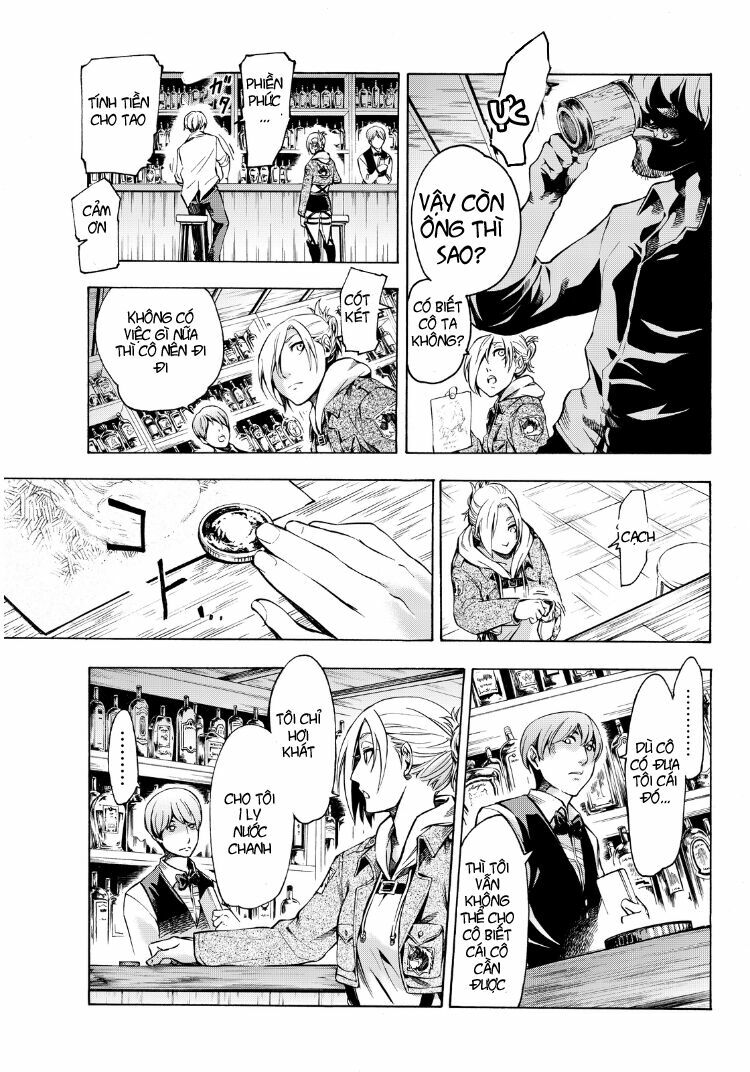 ỰC
VẬY CÒN
ÔNG THÌ
SAO?
CÓ BIẾT
CÔ TA
KHÔNG?
PHIỀN
PHỨC
...
ガタ
TÍNH TIỀN
CHO TAO
CẢM
ƠN
CÓT
KÉT
KHÔNG CÓ
VIỆC GÌ NỮA
THÌ CÔ NÊN ĐI
ĐI
CẠCH
ト...
........
DÙ CÔ
CÓ ĐƯA
TÔI CÁI
ĐÓ...
THÌ TÔI
VẪN
KHÔNG
THỂ CHO
CÔ BIẾT
CÁI CÔ
CẦN
ĐƯỢC
TÔI CHỈ
HƠI
KHÁT
CHO TÔI
1 LY
NƯỚC
CHANH
........